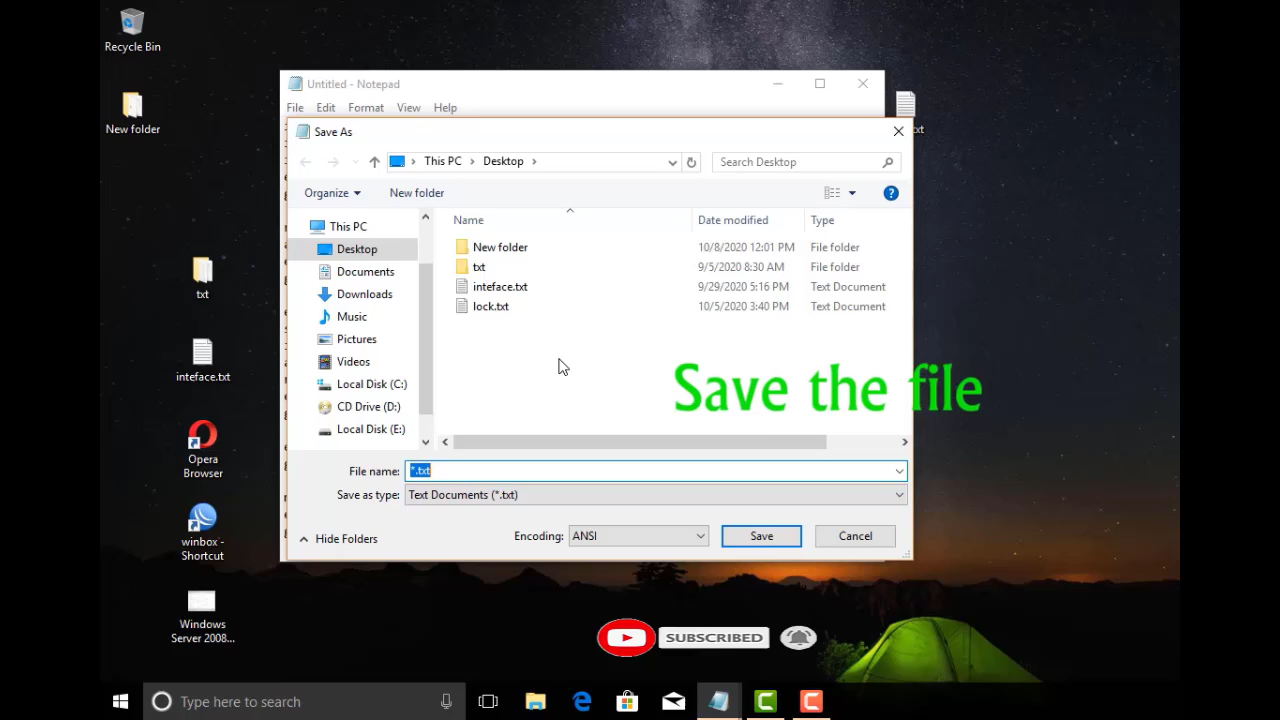 Recycle Bin
New folder
txt
inteface.txt
Opera
Browser
winbox -
Shortcut
Windows
Server 2008...
Untitled - Notepad
File Edit Format View Help
Save As
This PC Desktop
Search Desktop
Organize
New folder
This PC
Desktop
Documents
Downloads
Music
Pictures
Videos
Local Disk (C:)
CD Drive (D:)
Local Disk (E:)
Name Date modified Type
New folder 10/8/2020 12:01 PM File folder
txt 9/5/2020 8:30 AM File folder
inteface.txt 9/29/2020 5:16 PM Text Document
lock.txt 10/5/2020 3:40 PM Text Document
Save the file
File name: *.txt
Save as type: Text Documents (*.txt)
Hide Folders
Encoding: ANSI
Save
Cancel
SUBSCRIBED
Type here to search